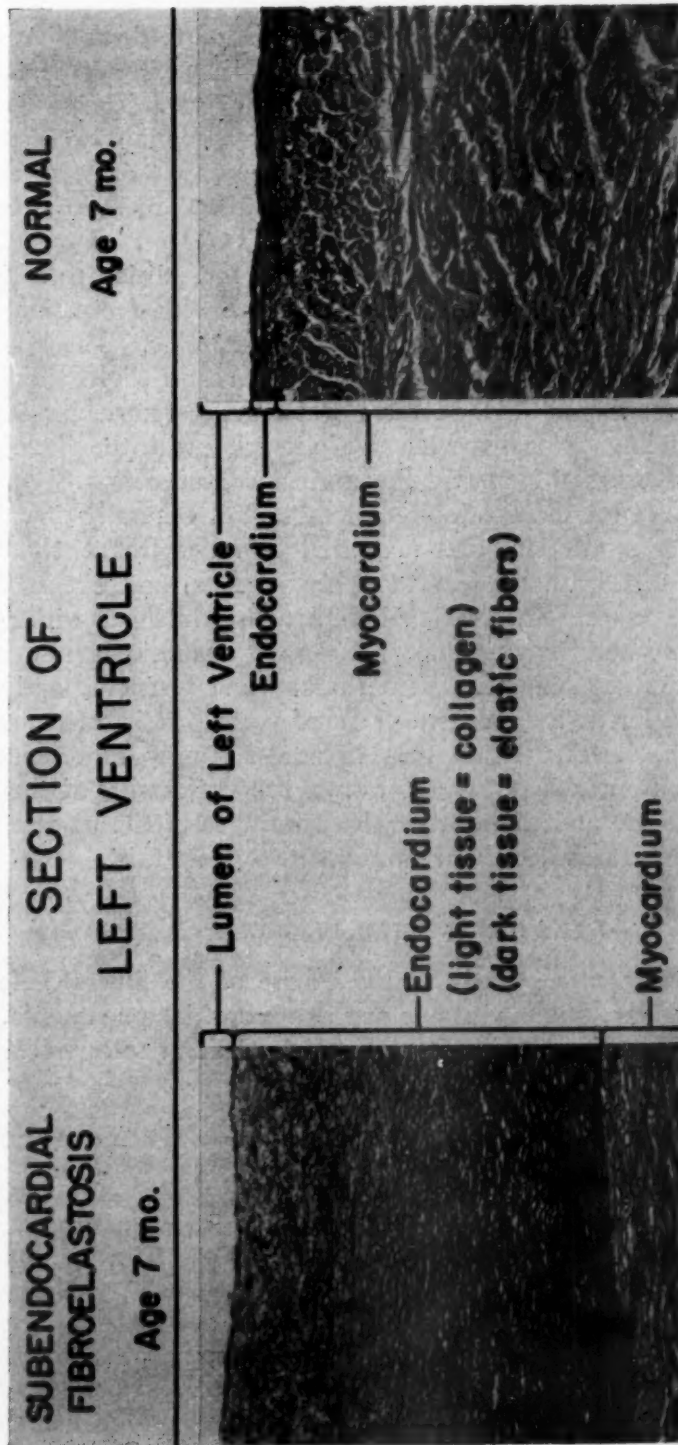 SECTION OF
LEFT VENTRICLE
SUBENDOCARDIAL
FIBROELASTOSIS
Age 7 mo.
NORMAL
Age 7 mo.
Lumen of Left Ventricle
Endocardium
Myocardium
Endocardium
(light tissue = collagen)
(dark tissue = elastic fibers)
Myocardium